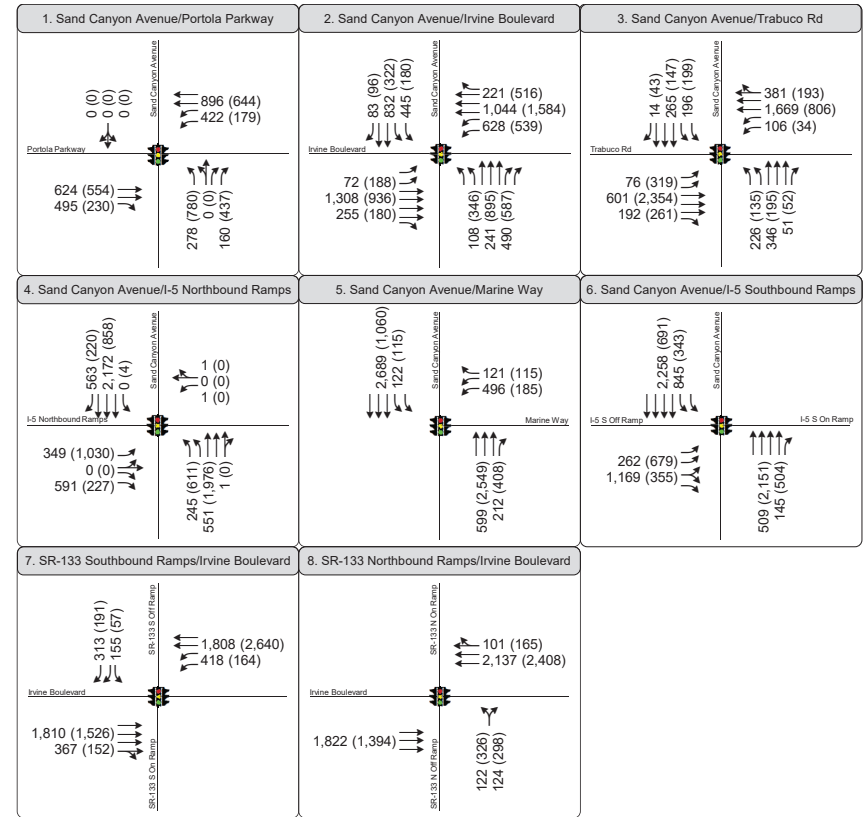 1. Sand Canyon Avenue/Portola Parkway
0 (0)
0 (0)
0 (0)
Sand Canyon Avenue
896 (644)
422 (179)
Portola Parkway
624 (554)
495 (230)
278 (780)
0 (0)
160 (437)
2. Sand Canyon Avenue/Irvine Boulevard
83 (96)
832 (322)
445 (180)
Sand Canyon Avenue
221 (516)
1,044 (1,584)
628 (539)
Irvine Boulevard
72 (188)
1,308 (936)
255 (180)
108 (346)
241 (895)
490 (587)
3. Sand Canyon Avenue/Trabuco Rd
14 (43)
265 (147)
196 (199)
Sand Canyon Avenue
381 (193)
1,669 (806)
106 (34)
Trabuco Rd
76 (319)
601 (2,354)
192 (261)
226 (135)
346 (195)
51 (52)
4. Sand Canyon Avenue/I-5 Northbound Ramps
563 (220)
2,172 (858)
0 (4)
Sand Canyon Avenue
1 (0)
0 (0)
1 (0)
I-5 Northbound Ramps
349 (1,030)
0 (0)
591 (227)
245 (611)
551 (1,976)
1 (0)
5. Sand Canyon Avenue/Marine Way
2,689 (1,060)
122 (115)
Sand Canyon Avenue
121 (115)
496 (185)
Marine Way
599 (2,549)
212 (408)
6. Sand Canyon Avenue/I-5 Southbound Ramps
2,258 (691)
845 (343)
Sand Canyon Avenue
I-5 S Off Ramp
I-5 S On Ramp
262 (679)
1,169 (355)
509 (2,151)
145 (504)
7. SR-133 Southbound Ramps/Irvine Boulevard
313 (191)
155 (57)
SR-133 S Off Ramp
1,808 (2,640)
418 (164)
Irvine Boulevard
1,810 (1,526)
367 (152)
SR-133 S On Ramp
8. SR-133 Northbound Ramps/Irvine Boulevard
SR-133 N On Ramp
101 (165)
2,137 (2,408)
Irvine Boulevard
1,822 (1,394)
SR-133 N Off Ramp
122 (326)
124 (298)